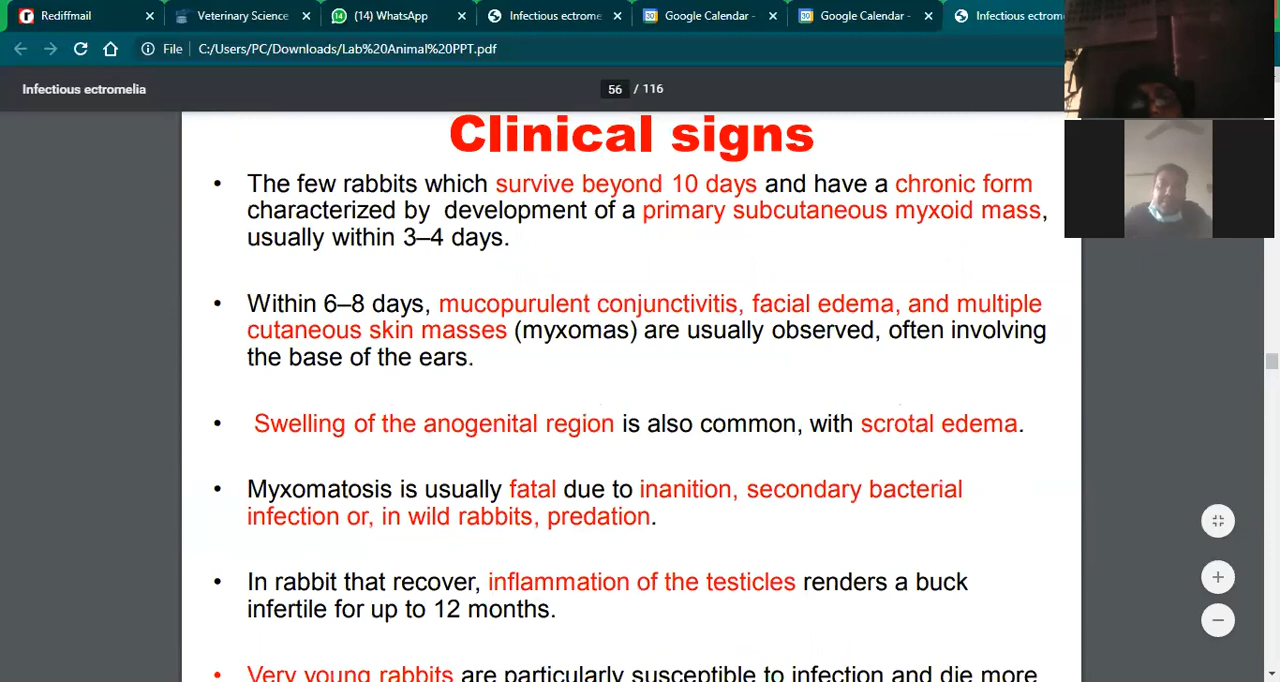 Rediffmail
Veterinary Science
(14) WhatsApp
Infectious ectrome
Google Calendar -
Google Calendar -
Infectious ectrom
File
C:/Users/PC/Downloads/Lab%20Animal%20PPT.pdf
Infectious ectromelia
56 / 116
Clinical signs
• The few rabbits which survive beyond 10 days and have a chronic form
characterized by development of a primary subcutaneous myxoid mass,
usually within 3–4 days.
• Within 6–8 days, mucopurulent conjunctivitis, facial edema, and multiple
cutaneous skin masses (myxomas) are usually observed, often involving
the base of the ears.
• Swelling of the anogenital region is also common, with scrotal edema.
• Myxomatosis is usually fatal due to inanition, secondary bacterial
infection or, in wild rabbits, predation.
• In rabbit that recover, inflammation of the testicles renders a buck
infertile for up to 12 months.
• Very young rabbits are particularly susceptible to infection and die more